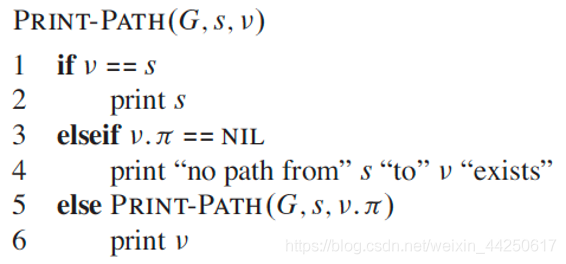 PRINT-PATH(G, s, ν)
1 if ν == s
2 print s
3 elseif ν.π == NIL
4 print “no path from” s “to” ν “exists”
5 else PRINT-PATH(G, s, ν.π)
6 print ν
https://blog.csdn.net/weixin_44250617